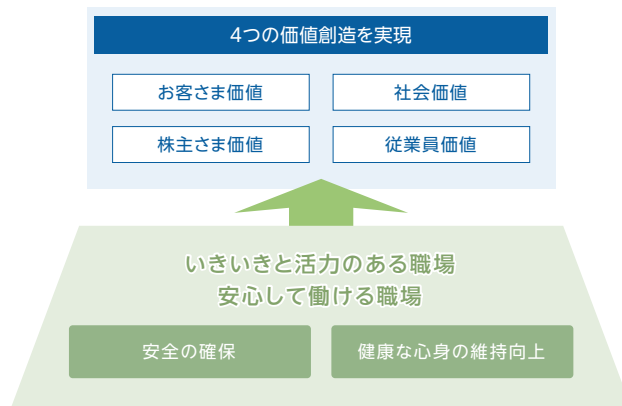 4つの価値創造を実現
お客さま価値
社会価値
株主さま価値
従業員価値
いきいきと活力のある職場
安心して働ける職場
安全の確保
健康な心身の維持向上